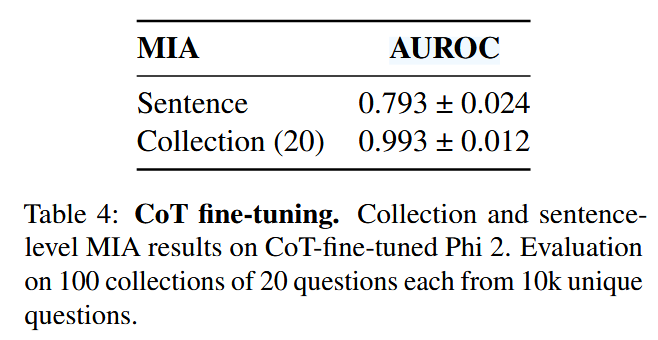 MIA AUROC
Sentence 0.793 ± 0.024
Collection (20) 0.993 ± 0.012
Table 4: CoT fine-tuning. Collection and sentence-
level MIA results on CoT-fine-tuned Phi 2. Evaluation
on 100 collections of 20 questions each from 10k unique
questions.